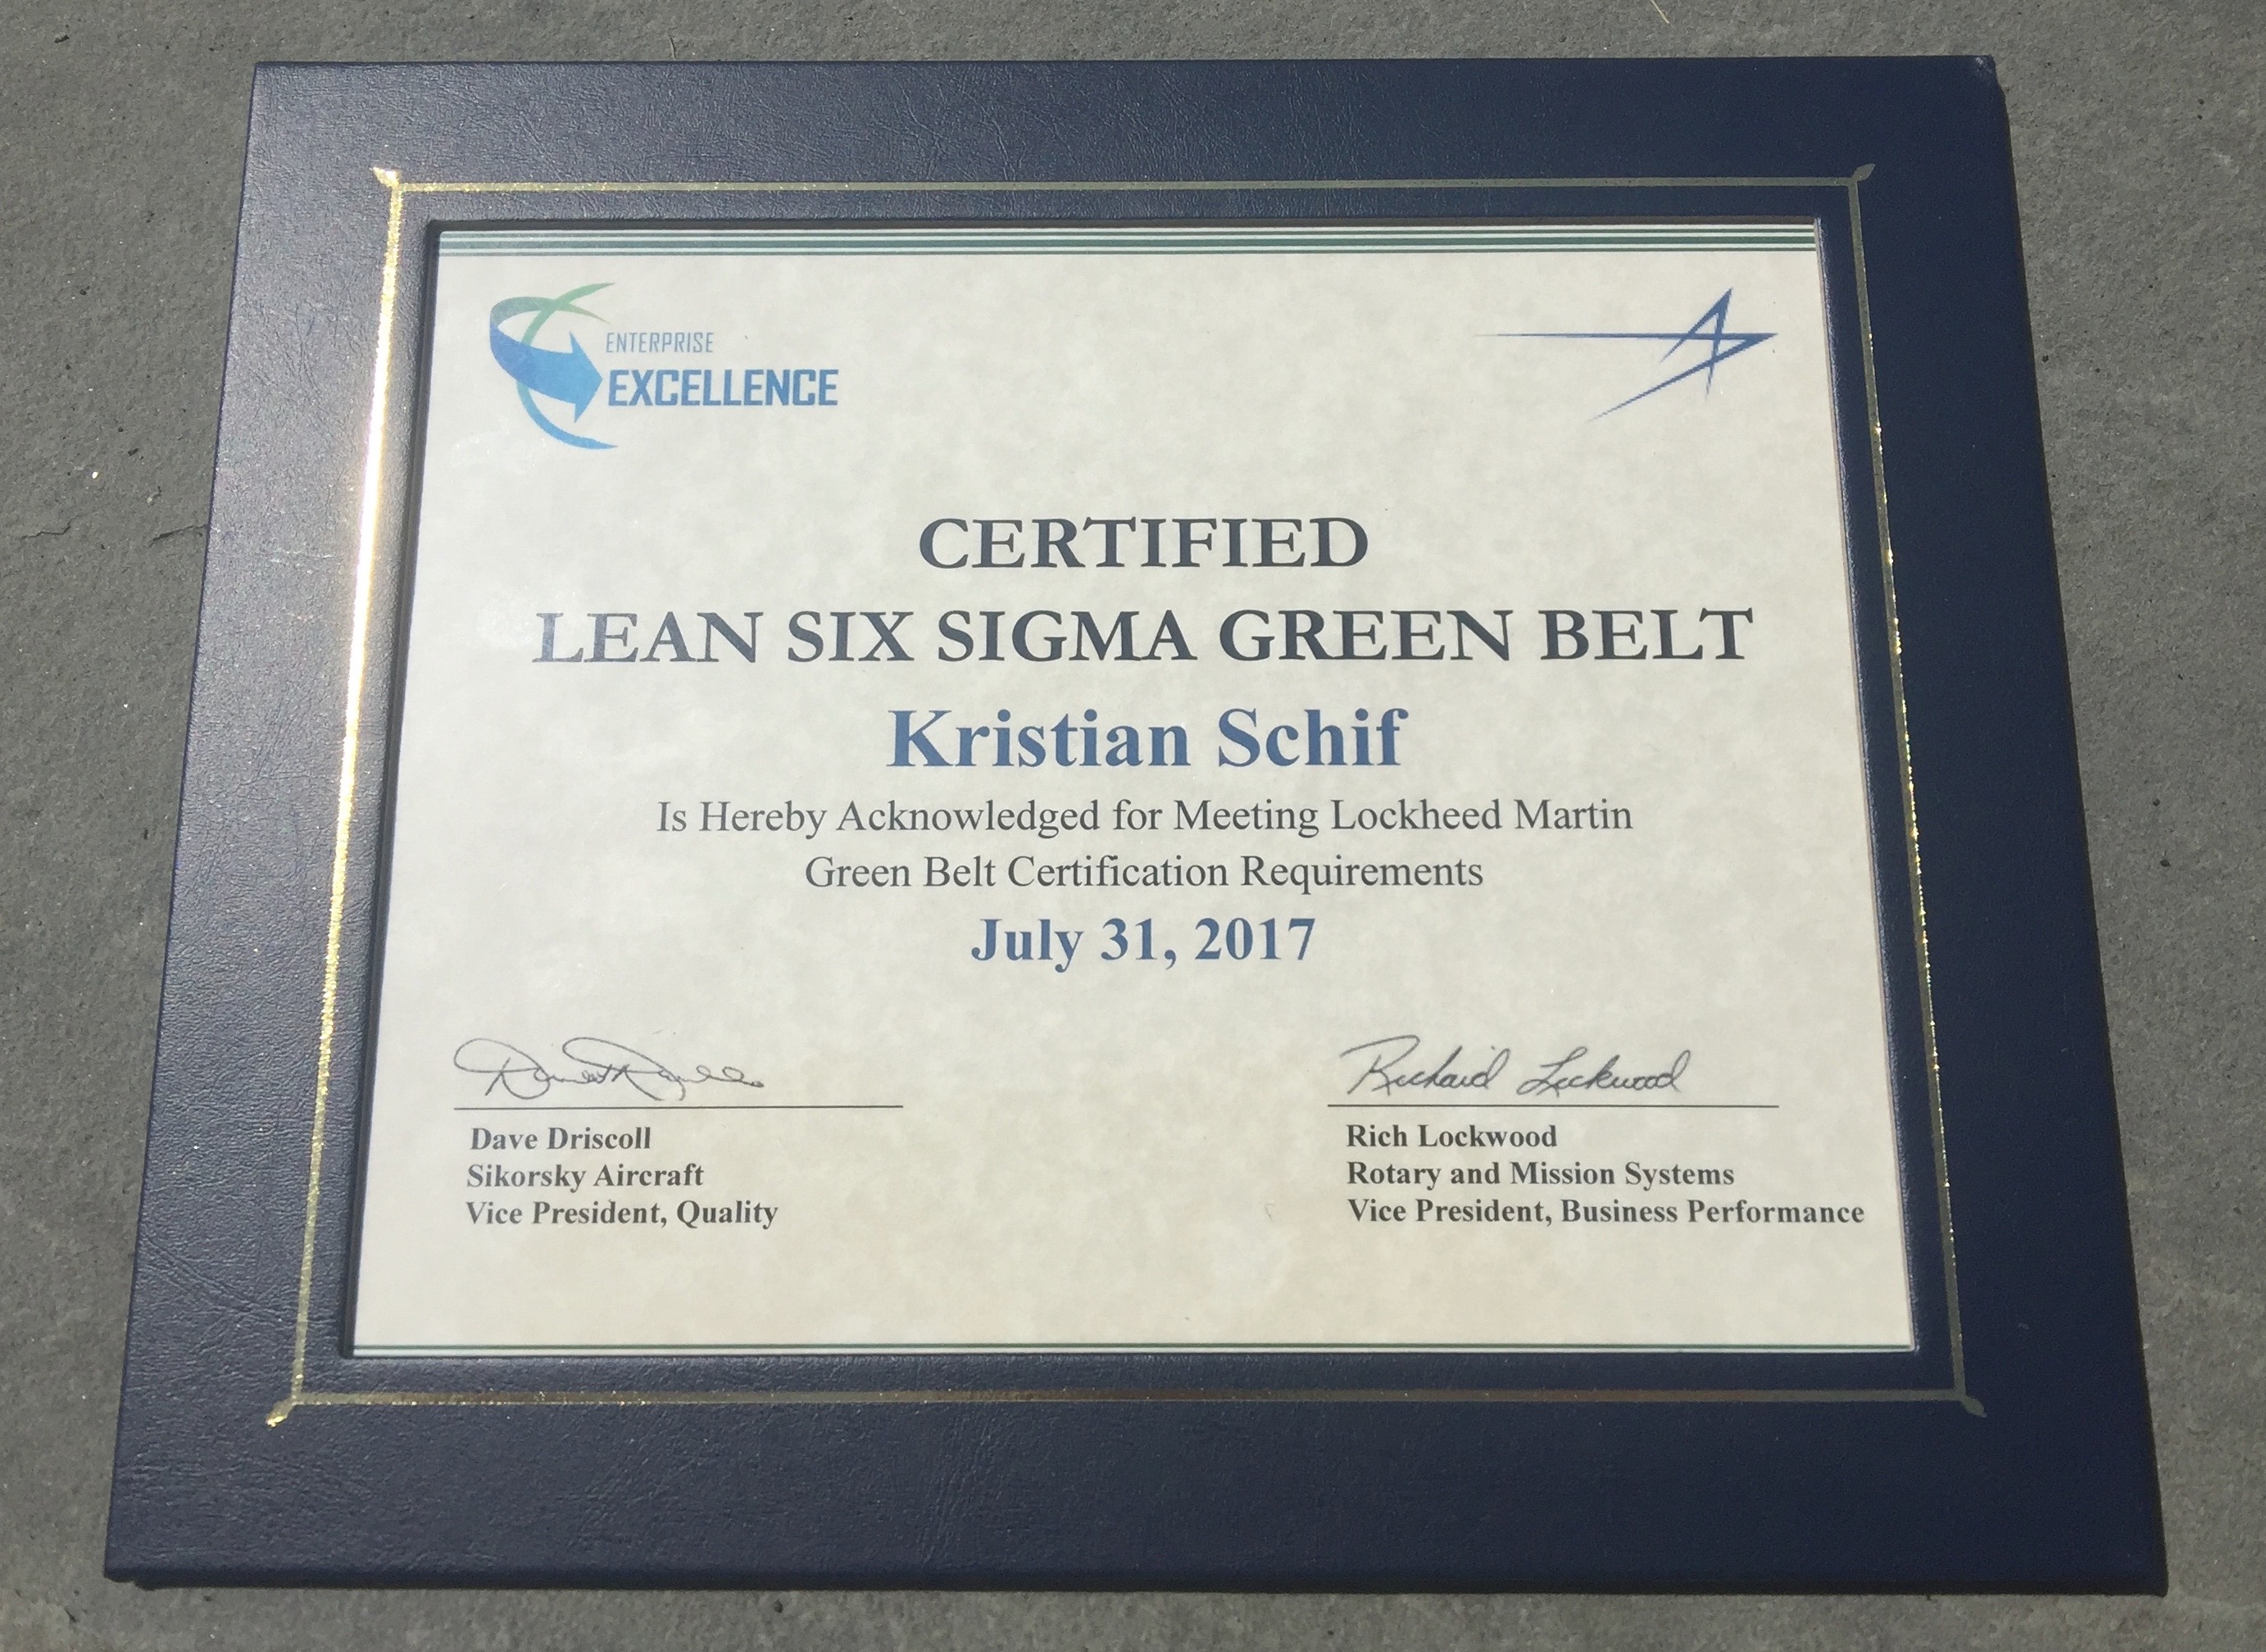 ENTERPRISE
EXCELLENCE
CERTIFIED
LEAN SIX SIGMA GREEN BELT
Kristian Schif
Is Hereby Acknowledged for Meeting Lockheed Martin
Green Belt Certification Requirements
July 31, 2017
Richard Lockwood
Dave Driscoll
Sikorsky Aircraft
Vice President, Quality
Rich Lockwood
Rotary and Mission Systems
Vice President, Business Performance